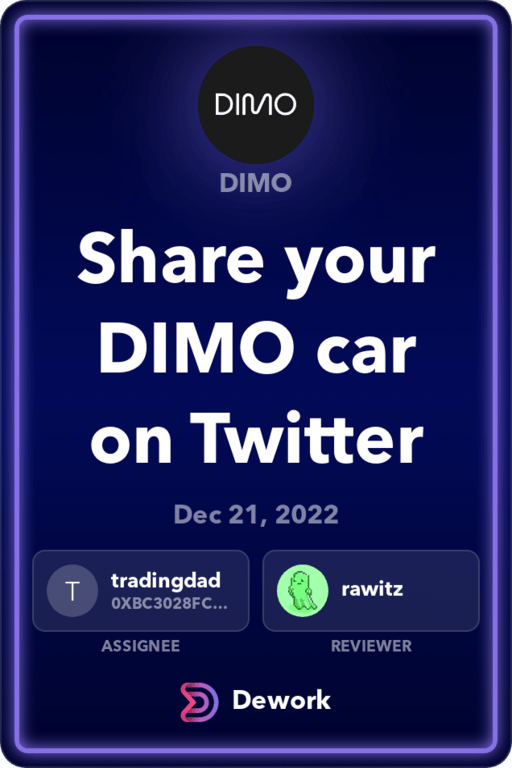 DIMO
DIMO
Share your
DIMO car
on Twitter
Dec 21, 2022
T
tradingdad
0XBC3028FC...
rawitz
ASSIGNEE
REVIEWER
Dework